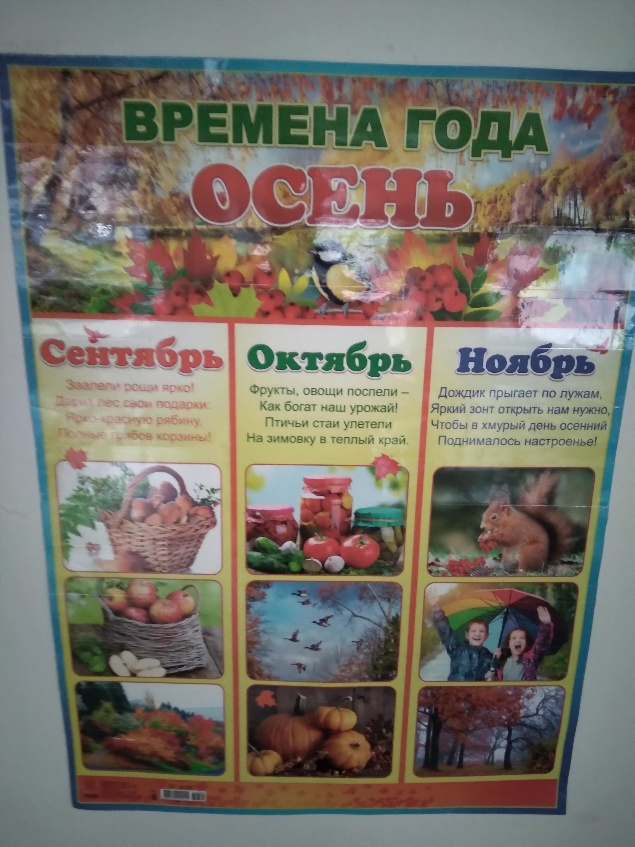 ВРЕМЕНА ГОДА
ОСЕНЬ
Сентябрь
Заалели рощи ярко!
Дарит лес свои подарки:
Ярко-красную рябину,
Полные грибов корзины!
Октябрь
Фрукты, овощи поспели –
Как богат наш урожай!
Птичьи стаи улетели
На зимовку в теплый край.
Ноябрь
Дождик прыгает по лужам,
Яркий зонт открыть нам нужно,
Чтобы в хмурый день осенний
Поднималось настроенье!